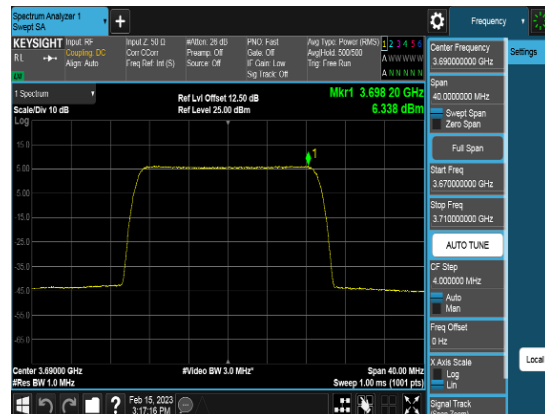 Spectrum Analyzer 1
Swept SA
Frequency
KEYSIGHT
Input: RF
Input Z: 50 Ω
#Atten: 26 dB
PNO: Fast
Avg Type: Power (RMS)
1 2 3 4 5 6
RL
Coupling: DC
Corr CCorr
Preamp: Off
Gate: Off
Avg|Hold: 500/500
A W W W W W
Align: Auto
Freq Ref: Int (S)
Source: Off
IF Gain: Low
Trig: Free Run
Sig Track: Off
A N N N N N
1 Spectrum
Scale/Div 10 dB
Ref Lvl Offset 12.50 dB
Ref Level 25.00 dBm
Mkr1 3.698 20 GHz
6.338 dBm
Log
15.0
5.00
-5.00
-15.0
-25.0
-35.0
-45.0
-55.0
-65.0
1
Center 3.69000 GHz
#Video BW 3.0 MHz*
Span 40.00 MHz
#Res BW 1.0 MHz
Sweep 1.00 ms (1001 pts)
Feb 15, 2023
3:17:16 PM
?
Center Frequency
3.690000000 GHz
Span
40.0000000 MHz
Swept Span
Zero Span
Full Span
Start Freq
3.670000000 GHz
Stop Freq
3.710000000 GHz
AUTO TUNE
CF Step
4.000000 MHz
Auto
Man
Freq Offset
0 Hz
X Axis Scale
Log
Lin
Signal Track
(Span Zoom)
Settings
Local